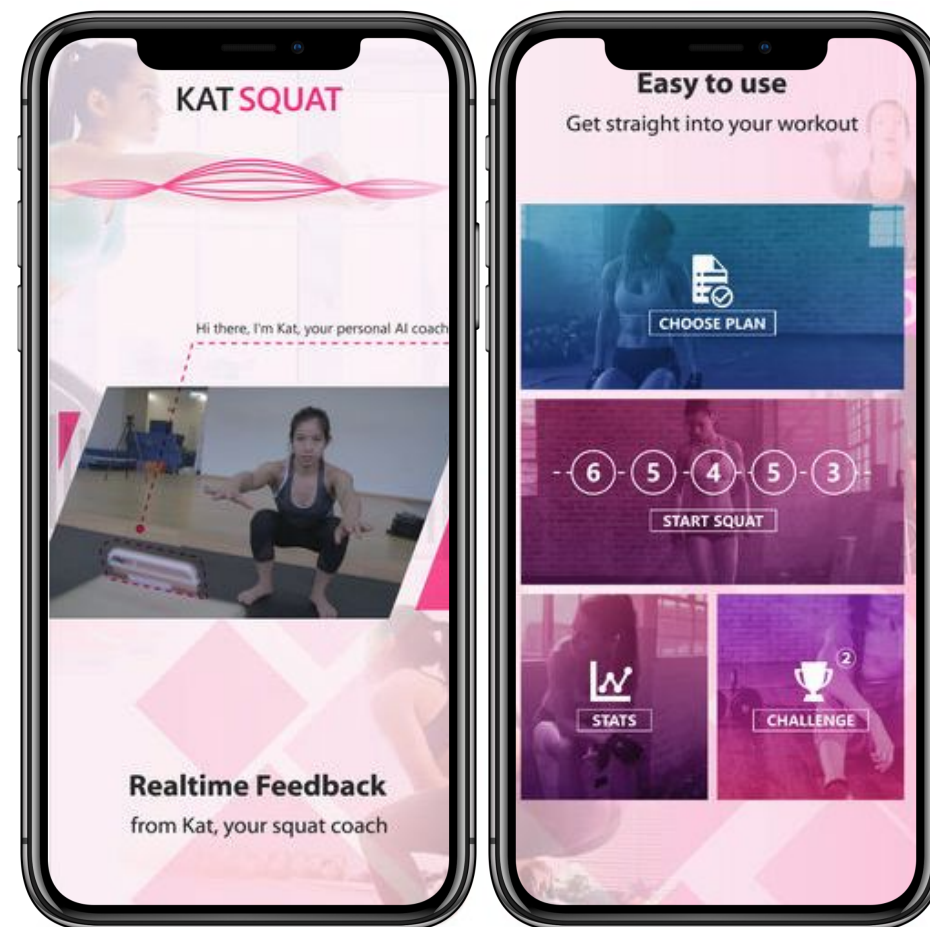 KAT SQUAT
Hi there, I'm Kat, your personal AI coach
Realtime Feedback
from Kat, your squat coach
Easy to use
Get straight into your workout
CHOOSE PLAN
6 5 4 5 3
START SQUAT
STATS
2
CHALLENGE